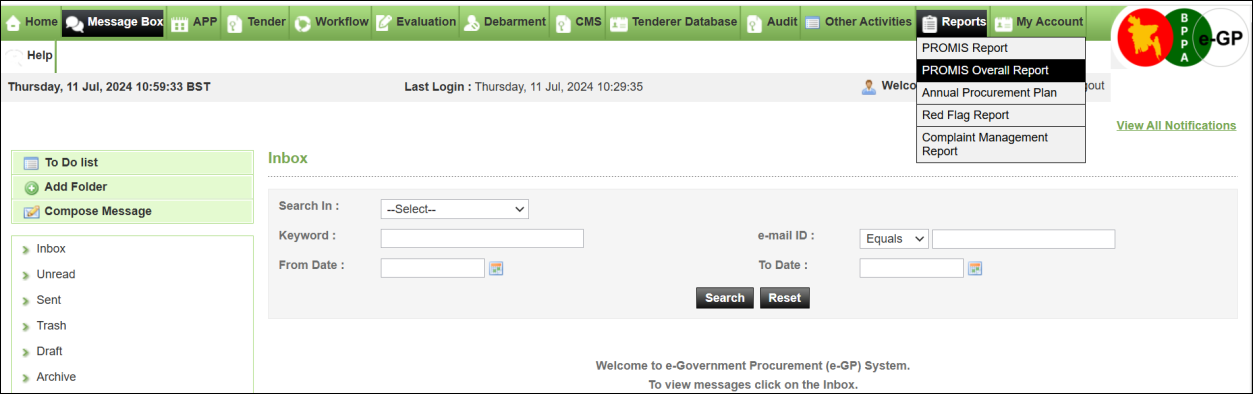 Home Message Box APP Tender Workflow Evaluation Debarment CMS Tenderer Database Audit Other Activities Reports My Account
Help
BPPA
e-GP
PROMIS Report
PROMIS Overall Report
Annual Procurement Plan
Red Flag Report
Complaint Management
Report
Thursday, 11 Jul, 2024 10:59:33 BST Last Login : Thursday, 11 Jul, 2024 10:29:35
View All Notifications
To Do list
Add Folder
Compose Message
Inbox
Unread
Sent
Trash
Draft
Archive
Inbox
Search In : --Select--
Keyword : e-mail ID : Equals
From Date : To Date :
Search Reset
Welcome to e-Government Procurement (e-GP) System.
To view messages click on the Inbox.